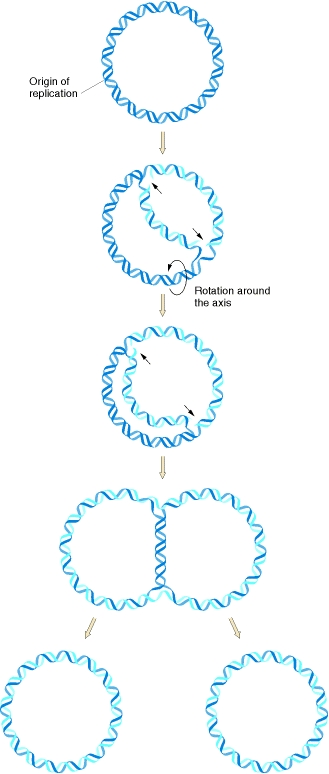 Origin of
replication
Rotation around
the axis